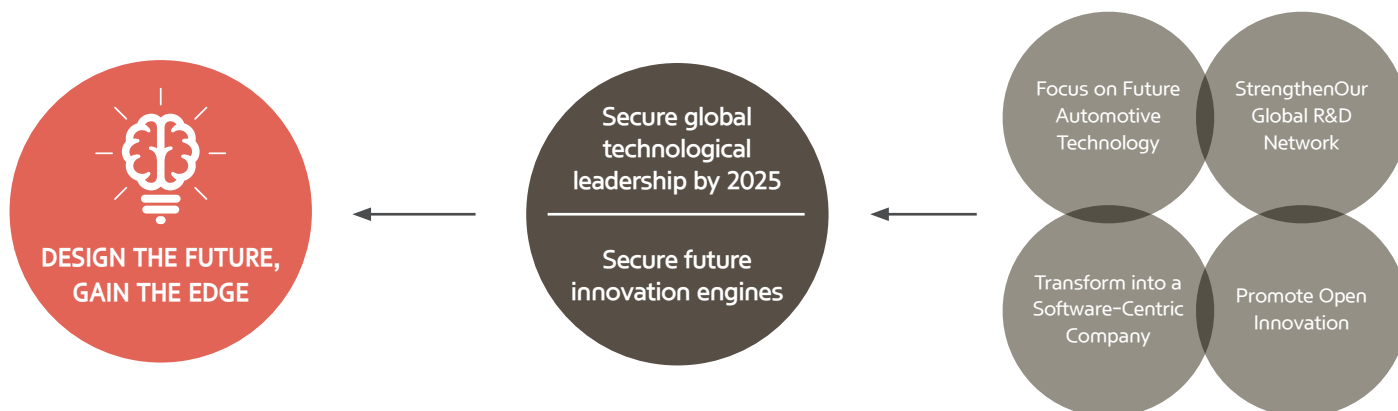 DESIGN THE FUTURE,
GAIN THE EDGE
Secure global
technological
leadership by 2025
Secure future
innovation engines
Focus on Future
Automotive
Technology
StrengthenOur
Global R&D
Network
Transform into a
Software-Centric
Company
Promote Open
Innovation